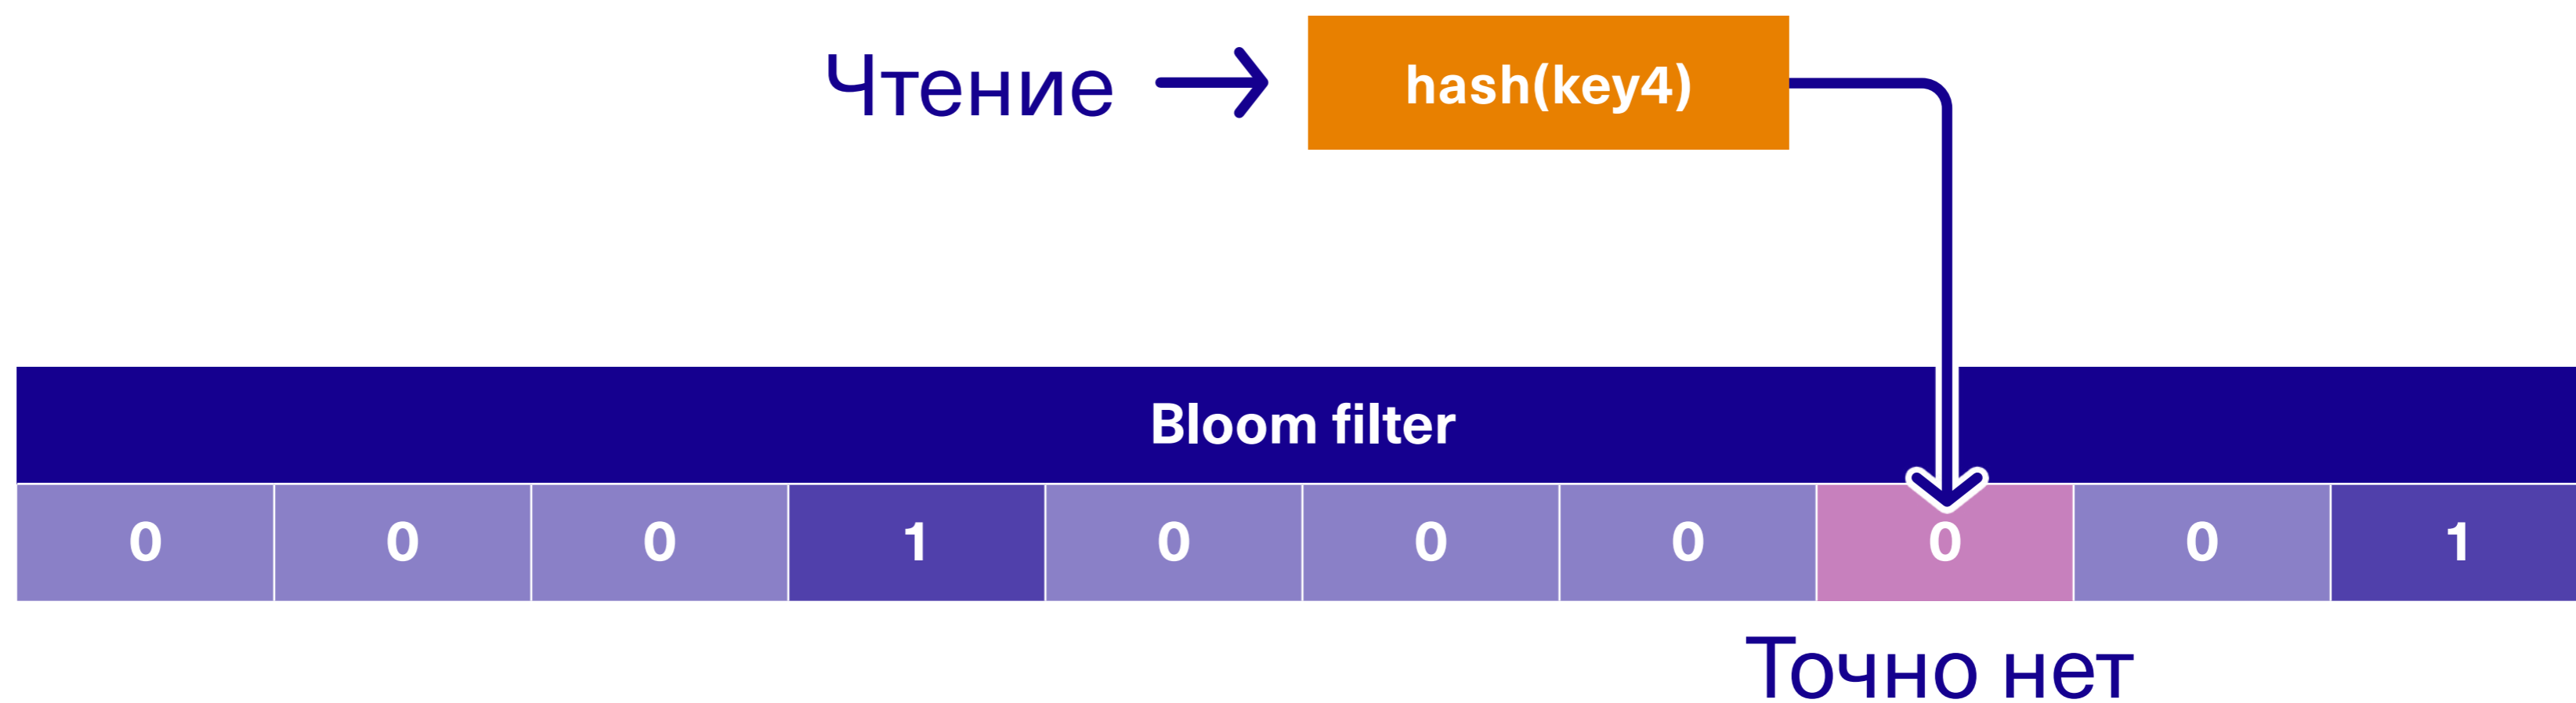 Чтение
hash(key4)
Bloom filter
0 0 0 1 0 0 0 0 0 1
Точно нет